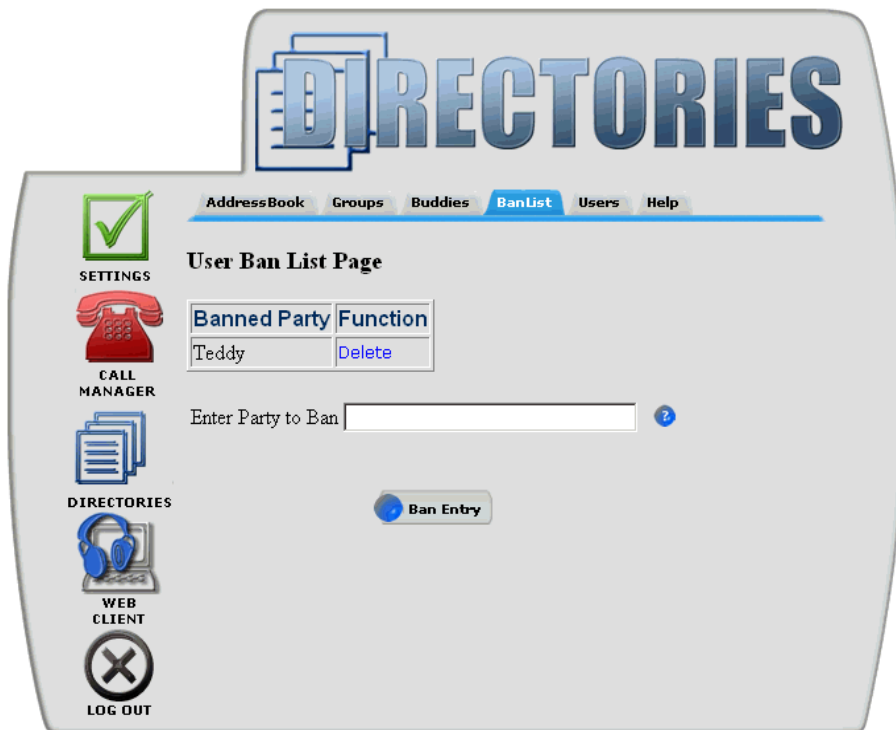 DIRECTORIES
AddressBook Groups Buddies BanList Users Help
SETTINGS
CALL
MANAGER
DIRECTORIES
WEB
CLIENT
LOG OUT
User Ban List Page
Banned Party Function
Teddy Delete
Enter Party to Ban ?
Ban Entry